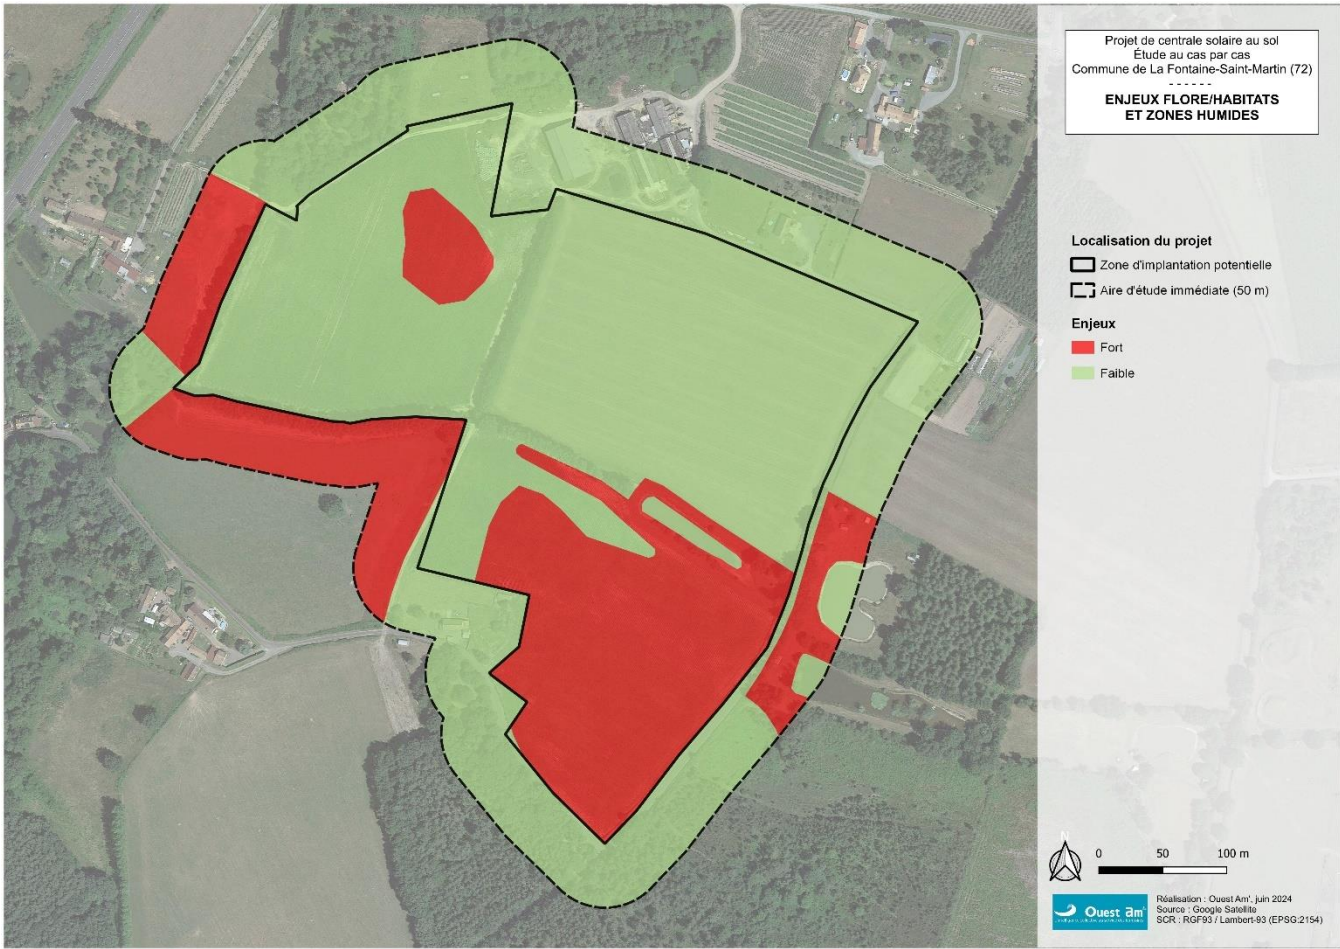 Projet de centrale solaire au sol
Étude au cas par cas
Commune de La Fontaine-Saint-Martin (72)
- - - - - -
ENJEUX FLORE/HABITATS
ET ZONES HUMIDES
Localisation du projet
Zone d'implantation potentielle
Aire d'étude immédiate (50 m)
Enjeux
Fort
Faible
N
0 50 100 m
Ouest am'
Réalisation : Ouest Am', juin 2024
Source : Google Satellite
SCR : RGF93 / Lambert-93 (EPSG:2154)